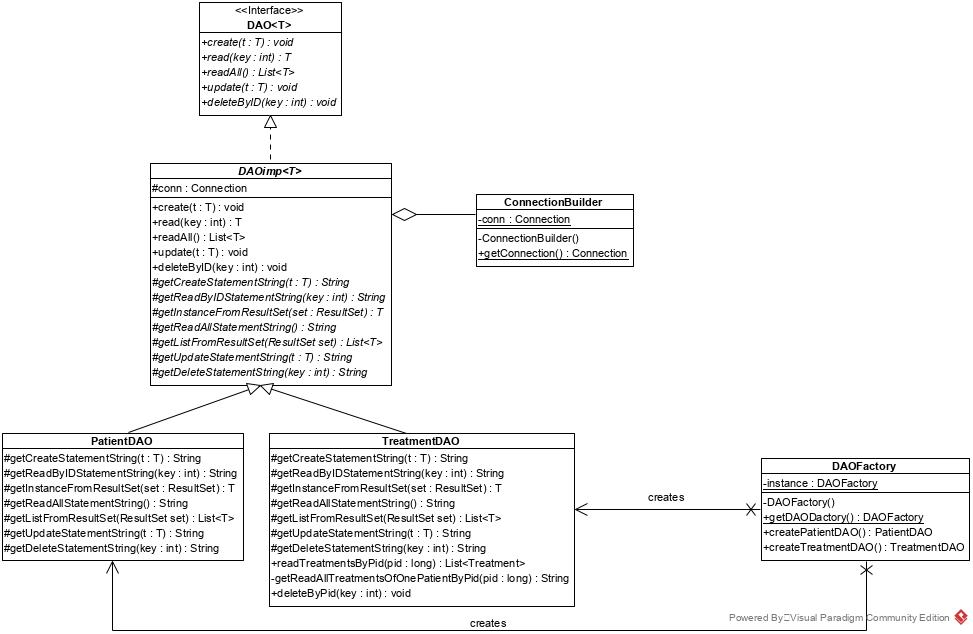 <<Interface>>
DAO<T>
+create(t : T) : void
+read(key : int) : T
+readAll() : List<T>
+update(t : T) : void
+deleteByID(key : int) : void
DAOimp<T>
#conn : Connection
+create(t : T) : void
+read(key : int) : T
+readAll() : List<T>
+update(t : T) : void
+deleteByID(key : int) : void
#getCreateStatementString(t : T) : String
#getReadByIDStatementString(key : int) : String
#getInstanceFromResultSet(set : ResultSet) : T
#getReadAllStatementString() : String
#getListFromResultSet(ResultSet set) : List<T>
#getUpdateStatementString(t : T) : String
#getDeleteStatementString(key : int) : String
ConnectionBuilder
-conn : Connection
-ConnectionBuilder()
+getConnection() : Connection
PatientDAO
#getCreateStatementString(t : T) : String
#getReadByIDStatementString(key : int) : String
#getInstanceFromResultSet(set : ResultSet) : T
#getReadAllStatementString() : String
#getListFromResultSet(ResultSet set) : List<T>
#getUpdateStatementString(t : T) : String
#getDeleteStatementString(key : int) : String
TreatmentDAO
#getCreateStatementString(t : T) : String
#getReadByIDStatementString(key : int) : String
#getInstanceFromResultSet(set : ResultSet) : T
#getReadAllStatementString() : String
#getListFromResultSet(ResultSet set) : List<T>
#getUpdateStatementString(t : T) : String
#getDeleteStatementString(key : int) : String
+readTreatmentsByPid(pid : long) : List<Treatment>
-getReadAllTreatmentsOfOnePatientByPid(pid : long) : String
+deleteByPid(key : int) : void
creates
DAOFactory
-instance : DAOFactory
-DAOFactory()
+getDAODactory() : DAOFactory
+createPatientDAO() : PatientDAO
+createTreatmentDAO() : TreatmentDAO
creates
Powered By Visual Paradigm Community Edition